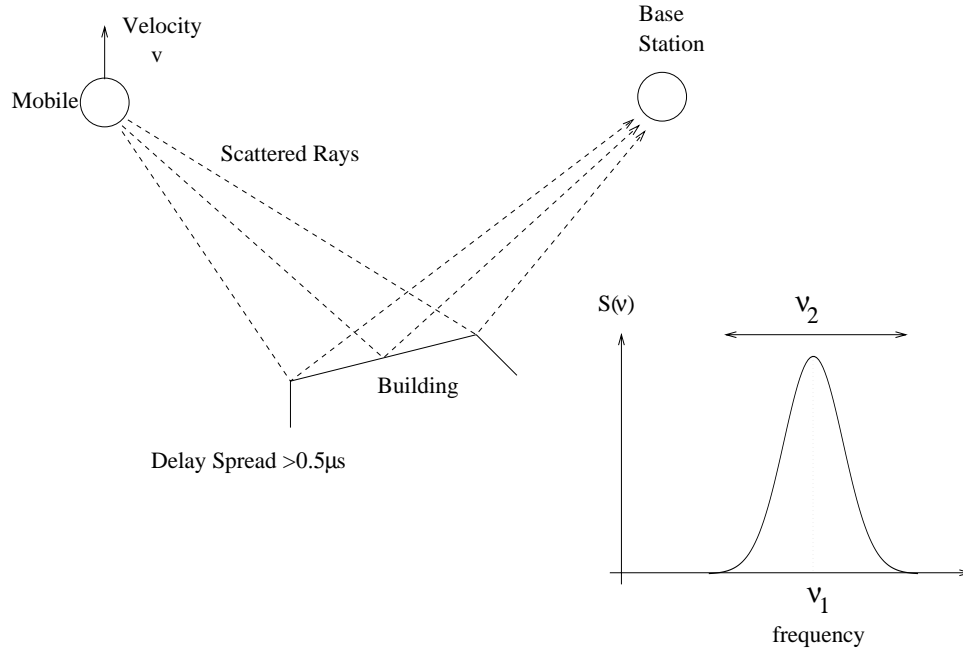 Velocity
v
Base
Station
Mobile
Scattered Rays
S(ν)
ν2
Building
Delay Spread >0.5μs
ν1
frequency